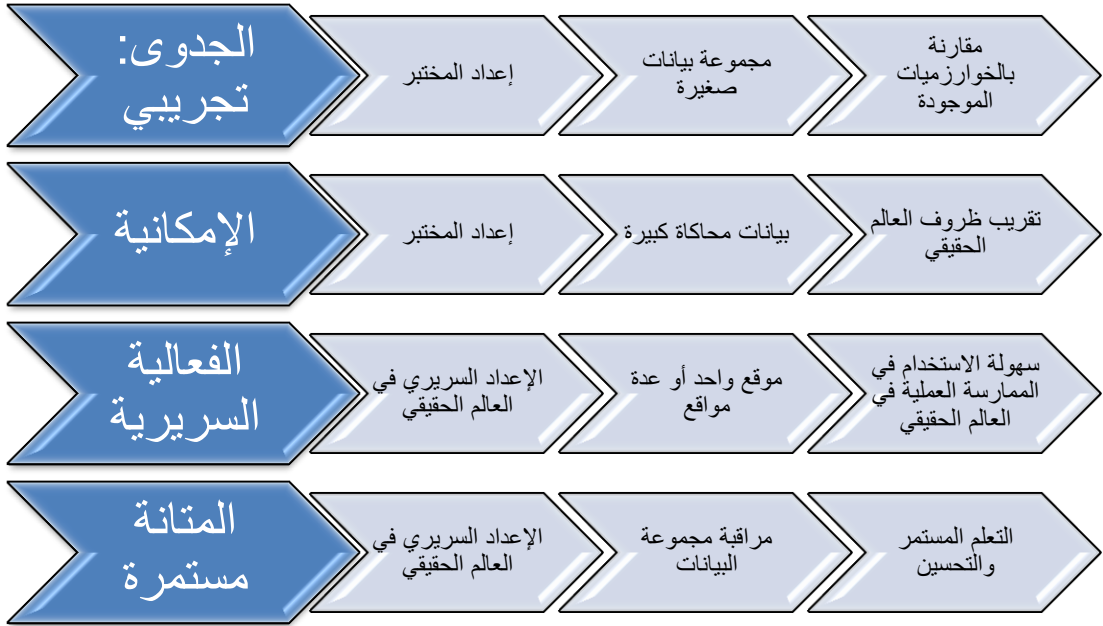 الجدوى:
تجريبي
إعداد المختبر
مجموعة بيانات
صغيرة
مقارنة
بالخوارزميات
الموجودة
الإمكانية
إعداد المختبر
بيانات محاكاة كبيرة
تقريب ظروف العالم
الحقيقي
الفعالية
السريرية
الإعداد السريري في
العالم الحقيقي
موقع واحد أو عدة
مواقع
سهولة الاستخدام في
الممارسة العملية في
العالم الحقيقي
المتانة
مستمرة
الإعداد السريري في
العالم الحقيقي
مراقبة مجموعة
البيانات
التعلم المستمر
والتحسين